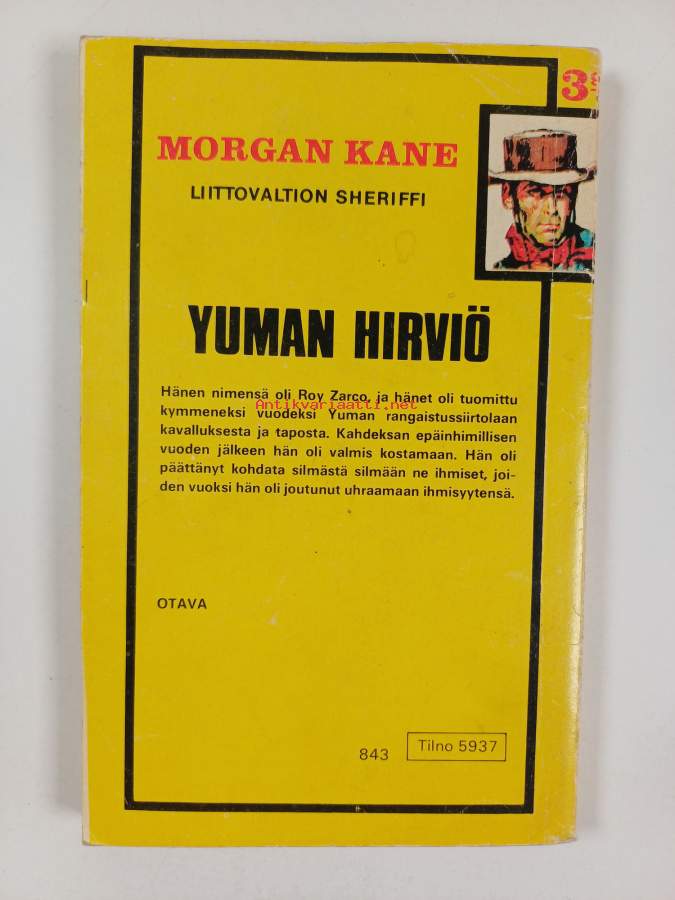 3
MORGAN KANE
LIITTOVALTION SHERIFFI
YUMAN HIRVIÖ
Hänen nimensä oli Roy Zarco, ja hänet oli tuomittu
Antikvariaatti.net
kymmeneksi vuodeksi Yuman rangaistussiirtolaan
kavalluksesta ja taposta. Kahdeksan epäinhimillisen
vuoden jälkeen hän oli valmis kostamaan. Hän oli
päättänyt kohdata silmästä silmään ne ihmiset, joi-
den vuoksi hän oli joutunut uhraamaan ihmisyytensä.
OTAVA
843
Tilno 5937